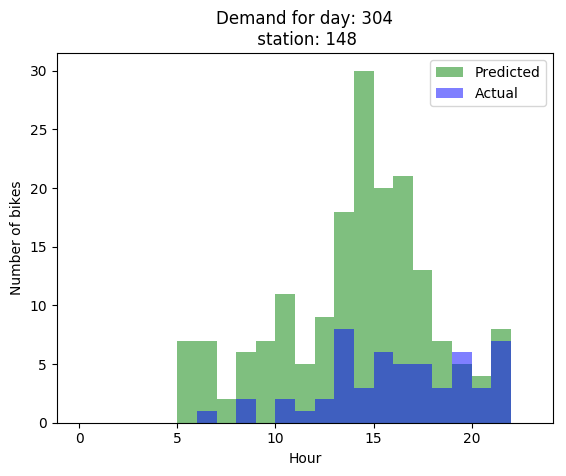 Demand for day: 304
station: 148
Predicted
Actual
30
25
20
15
10
5
0
Number of bikes
0 5 10 15 20
Hour